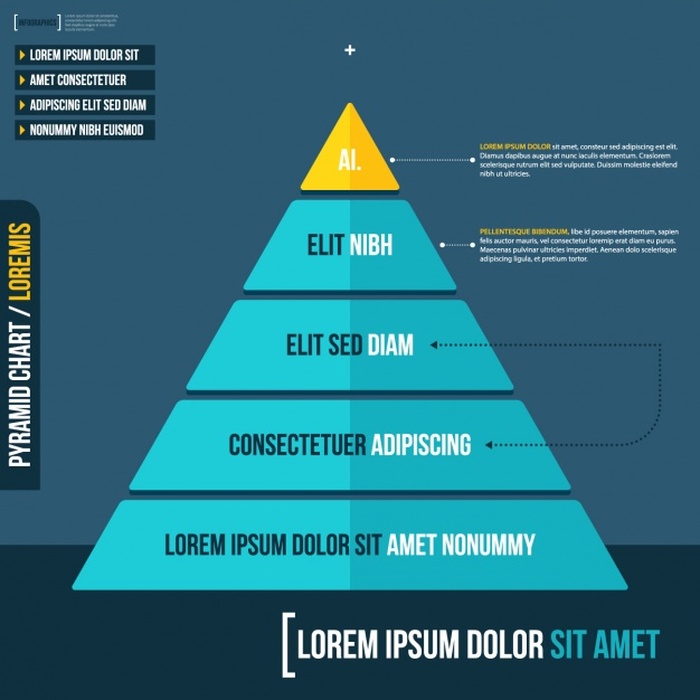 INFOGRAPHICS
LOREM IPSUM DOLOR SIT
AMET CONSECTETUER
ADIPISCING ELIT SED DIAM
NONUMMY NIBH EUISMOD
PYRAMID CHART / LOREMIS
AI.
LOREM IPSUM DOLOR sit amet, consteur sed adipiscing est elit.
Diamus dapibus augue at nunc iaculis elementum. Craslorem
scelerisque risus ex sed vulputate. Duissim molestie eleifend
nibh ut ultricies.
ELIT NIBH
PELLENTESQUE BIBENDUM, libe id posuere elementum, sapien
felis auctor mauris, vel consectetur loremip erat diam eu purus.
Maecenas pulvinar ultricies imperdiet. Aenean dolo scelerisque
adipiscing ligula, et pretium tortor.
ELIT SED DIAM
CONSECTETUER ADIPISCING
LOREM IPSUM DOLOR SIT AMET NONUMMY
LOREM IPSUM DOLOR SIT AMET